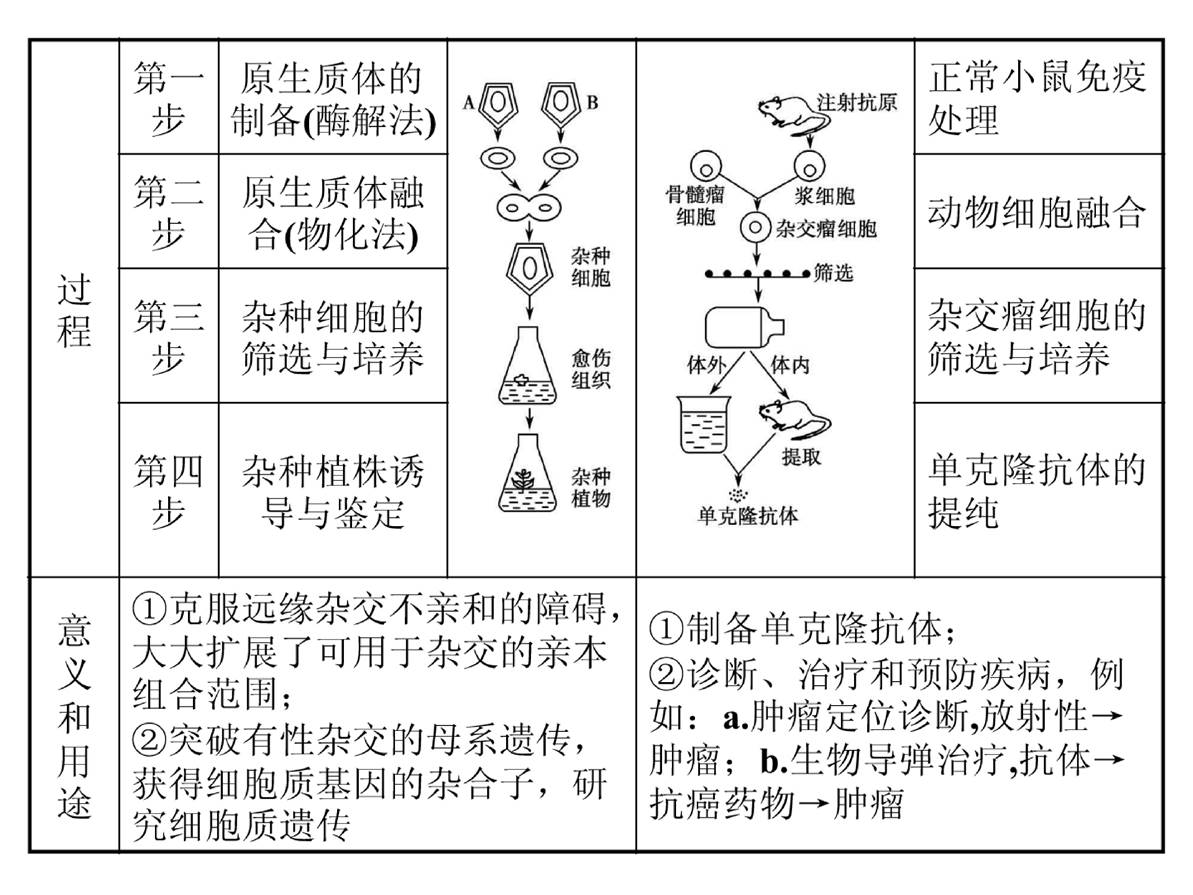 过
程
第一
步
原生质体的
制备(酶解法)
A
B
注射抗原
正常小鼠免疫
处理
第二
步
原生质体融
合(物化法)
骨髓瘤
细胞
浆细胞
杂交瘤细胞
动物细胞融合
第三
步
杂种细胞的
筛选与培养
杂种
细胞
愈伤
组织
筛选
体外
体内
杂交瘤细胞的
筛选与培养
第四
步
杂种植株诱
导与鉴定
杂种
植物
提取
单克隆抗体
单克隆抗体的
提纯
意
义
和
用
途
①克服远缘杂交不亲和的障碍，
大大扩展了可用于杂交的亲本
组合范围；
②突破有性杂交的母系遗传，
获得细胞质基因的杂合子，研
究细胞质遗传
①制备单克隆抗体；
②诊断、治疗和预防疾病，例
如：a.肿瘤定位诊断,放射性→
肿瘤；b.生物导弹治疗,抗体→
抗癌药物→肿瘤